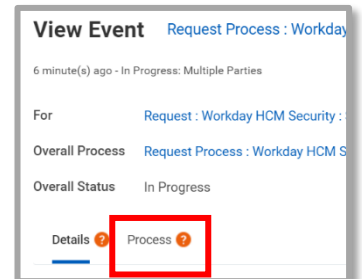 View Event Request Process : Workday
6 minute(s) ago - In Progress: Multiple Parties
For Request : Workday HCM Security :
Overall Process Request Process : Workday HCM S
Overall Status In Progress
Details ? Process ?